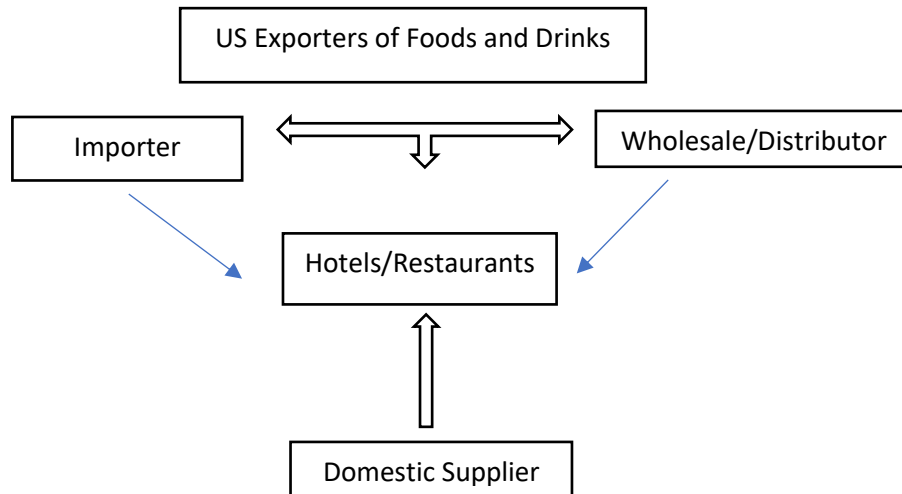 US Exporters of Foods and Drinks
Importer
Wholesale/Distributor
Hotels/Restaurants
Domestic Supplier